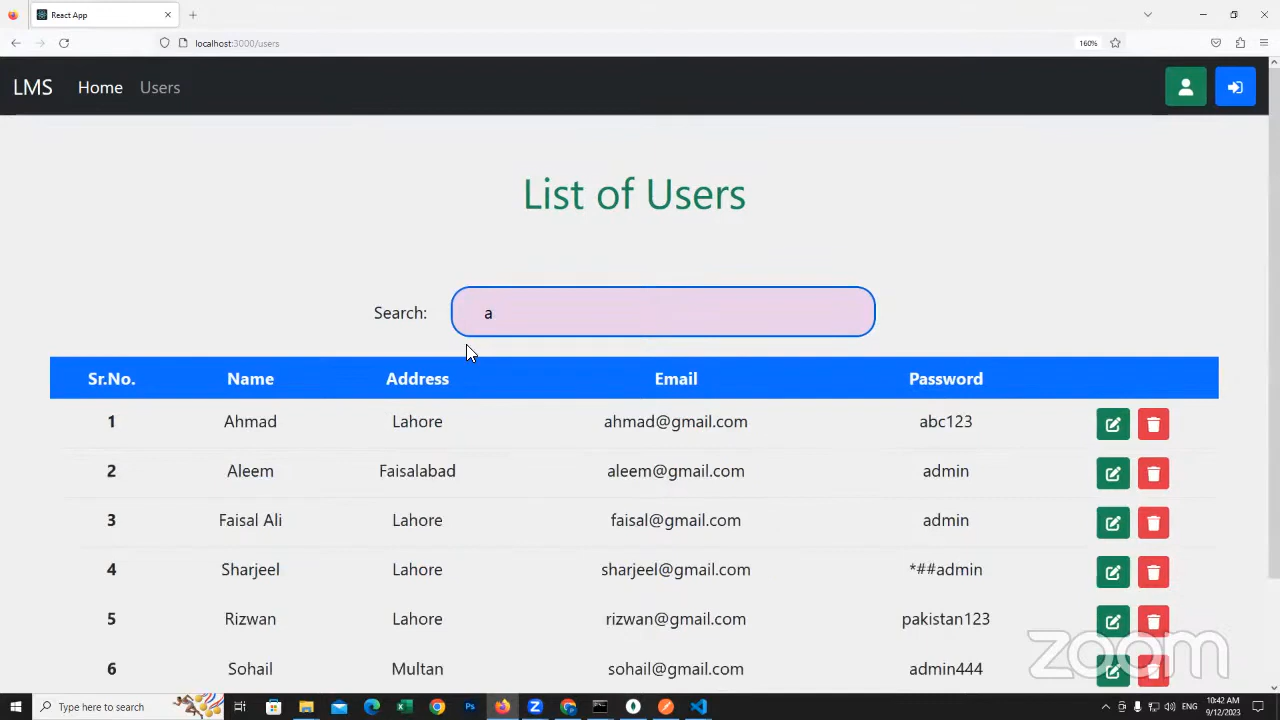 React App
localhost:3000/users
160%
LMS Home Users
List of Users
Search: a
Sr.No. Name Address Email Password
1 Ahmad Lahore ahmad@gmail.com abc123
2 Aleem Faisalabad aleem@gmail.com admin
3 Faisal Ali Lahore faisal@gmail.com admin
4 Sharjeel Lahore sharjeel@gmail.com *##admin
5 Rizwan Lahore rizwan@gmail.com pakistan123
6 Sohail Multan sohail@gmail.com admin444
zoom
Type here to search
ENG
10:42 AM
9/12/2023